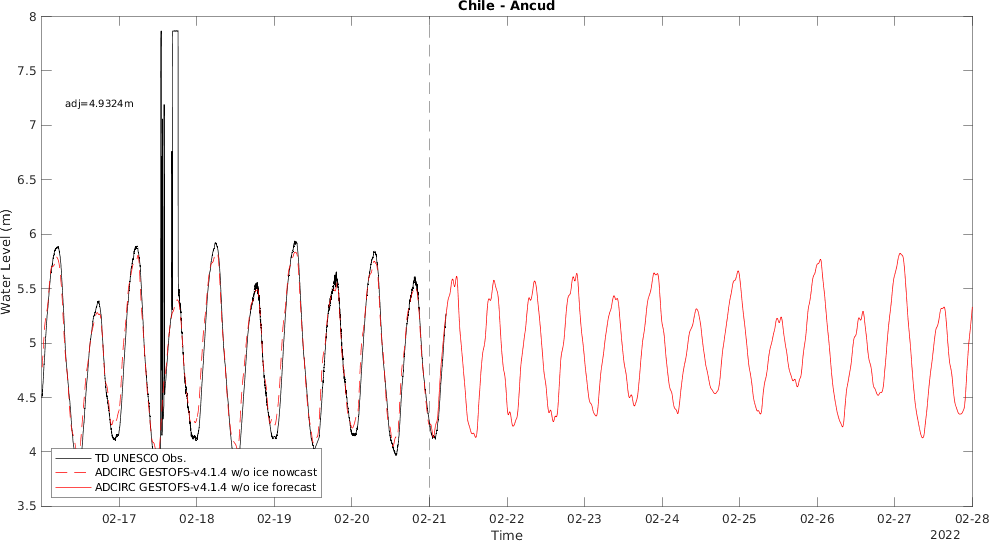 Chile - Ancud
8
7.5
7
6.5
6
5.5
5
4.5
4
3.5
Water Level (m)
adj=4.9324m
TD UNESCO Obs.
ADCIRC GESTOFS-v4.1.4 w/o ice nowcast
ADCIRC GESTOFS-v4.1.4 w/o ice forecast
02-17 02-18 02-19 02-20 02-21 02-22 02-23 02-24 02-25 02-26 02-27 02-28
Time
2022